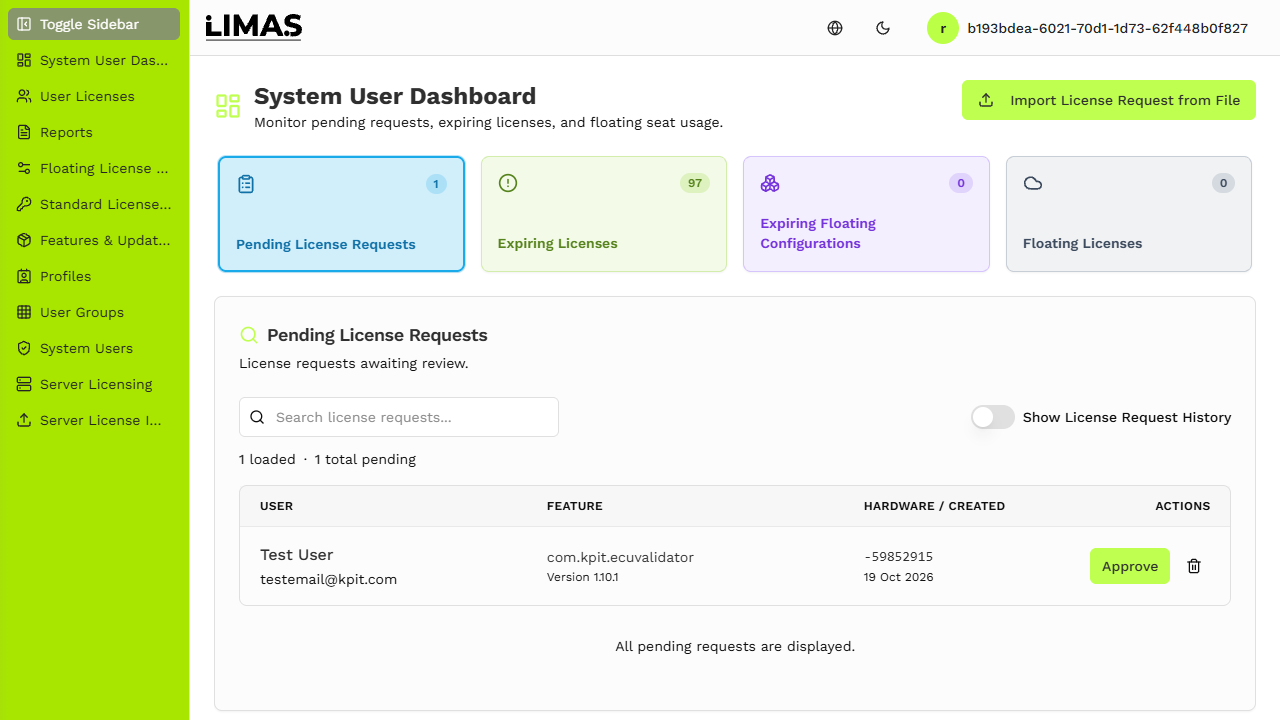 Toggle Sidebar
System User Das...
User Licenses
Reports
Floating License ...
Standard License...
Features & Updat...
Profiles
User Groups
System Users
Server Licensing
Server License I...
LIMAS
r
b193bdea-6021-70d1-1d73-62f448b0f827
System User Dashboard
Monitor pending requests, expiring licenses, and floating seat usage.
Import License Request from File
1
Pending License Requests
97
Expiring Licenses
0
Expiring Floating
Configurations
0
Floating Licenses
Pending License Requests
License requests awaiting review.
Search license requests...
Show License Request History
1 loaded · 1 total pending
USER FEATURE HARDWARE / CREATED ACTIONS
Test User
testemail@kpit.com
com.kpit.ecuvalidator
Version 1.10.1
-59852915
19 Oct 2026
Approve
All pending requests are displayed.